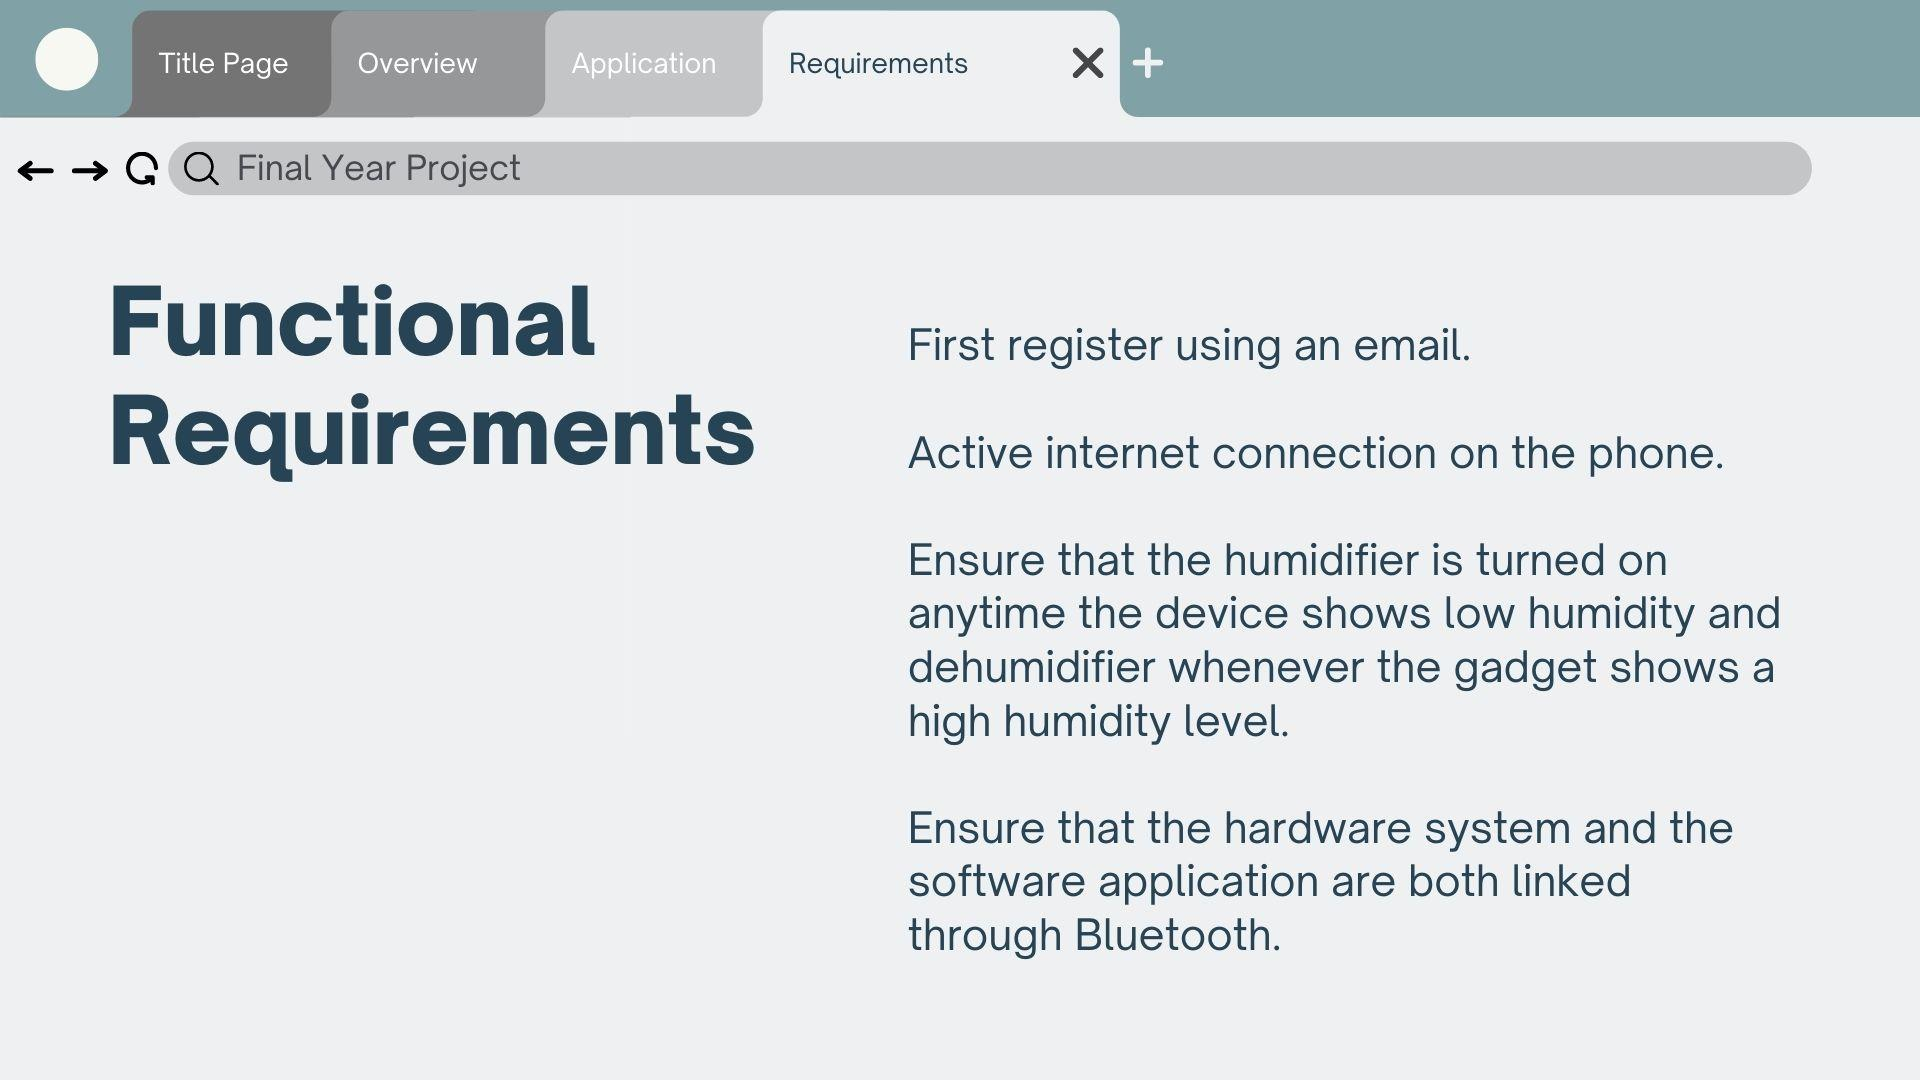 Title Page
Overview
Application
Requirements
Final Year Project
Functional
Requirements
First register using an email.
Active internet connection on the phone.
Ensure that the humidifier is turned on
anytime the device shows low humidity and
dehumidifier whenever the gadget shows a
high humidity level.
Ensure that the hardware system and the
software application are both linked
through Bluetooth.